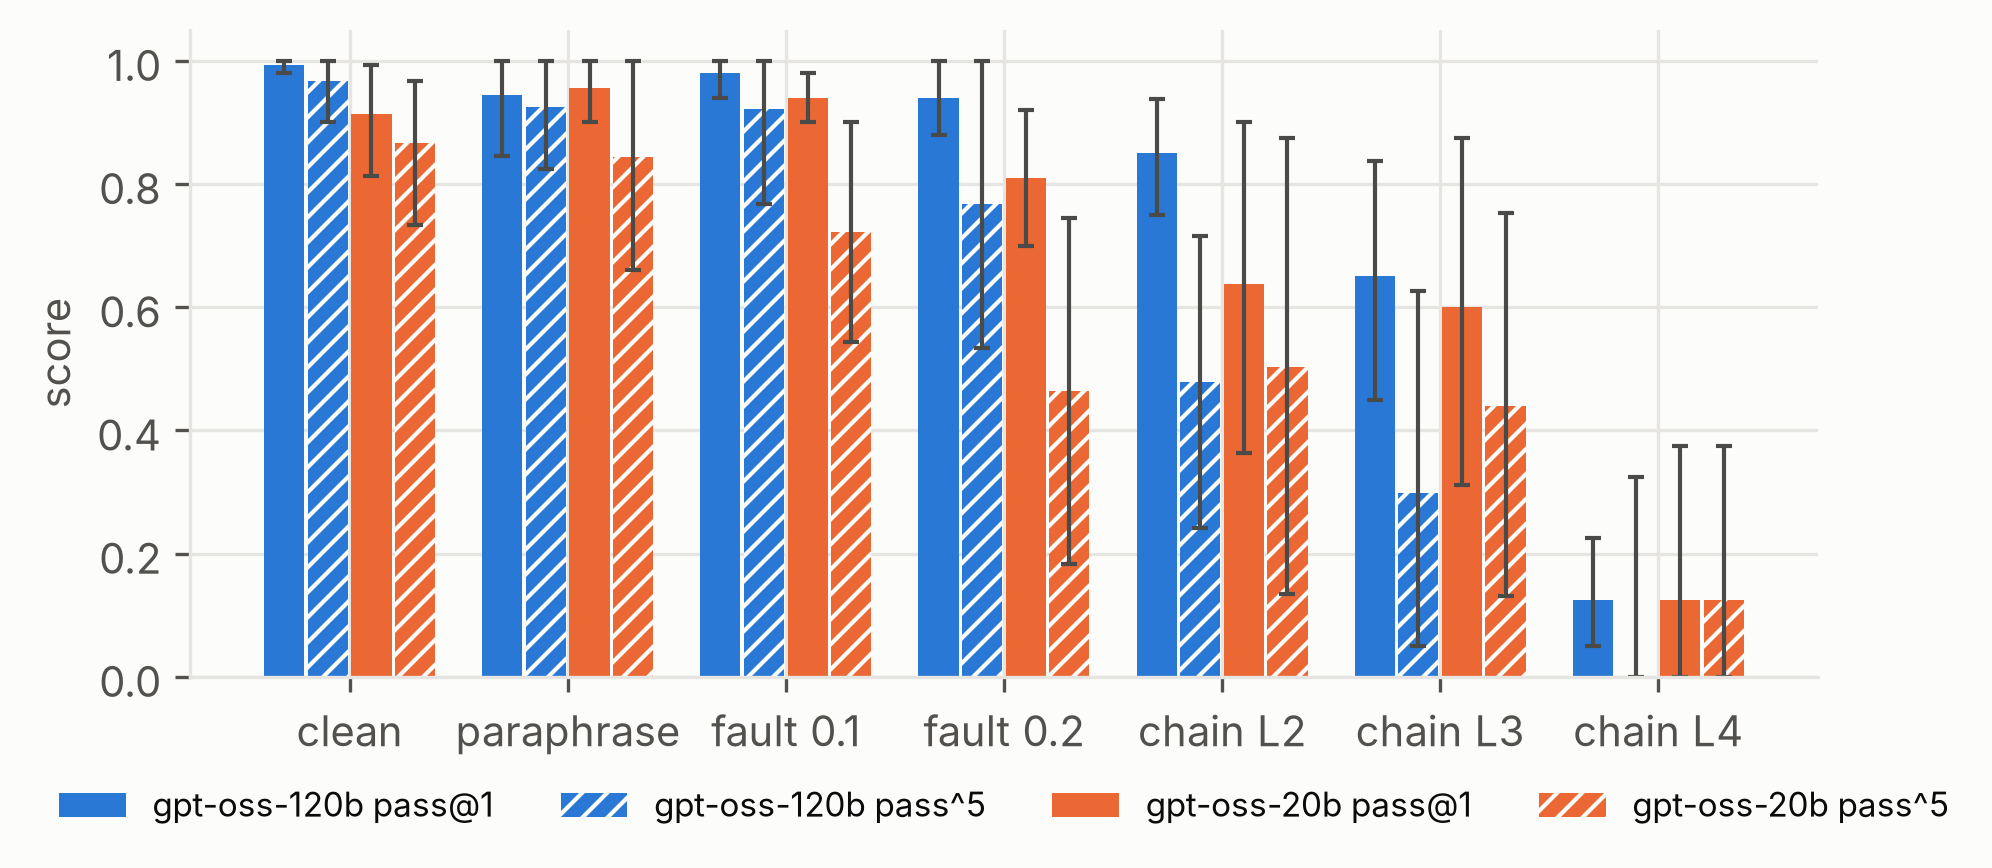 1.0
0.8
0.6
0.4
0.2
0.0
score
clean paraphrase fault 0.1 fault 0.2 chain L2 chain L3 chain L4
gpt-oss-120b pass@1 gpt-oss-120b pass^5 gpt-oss-20b pass@1 gpt-oss-20b pass^5